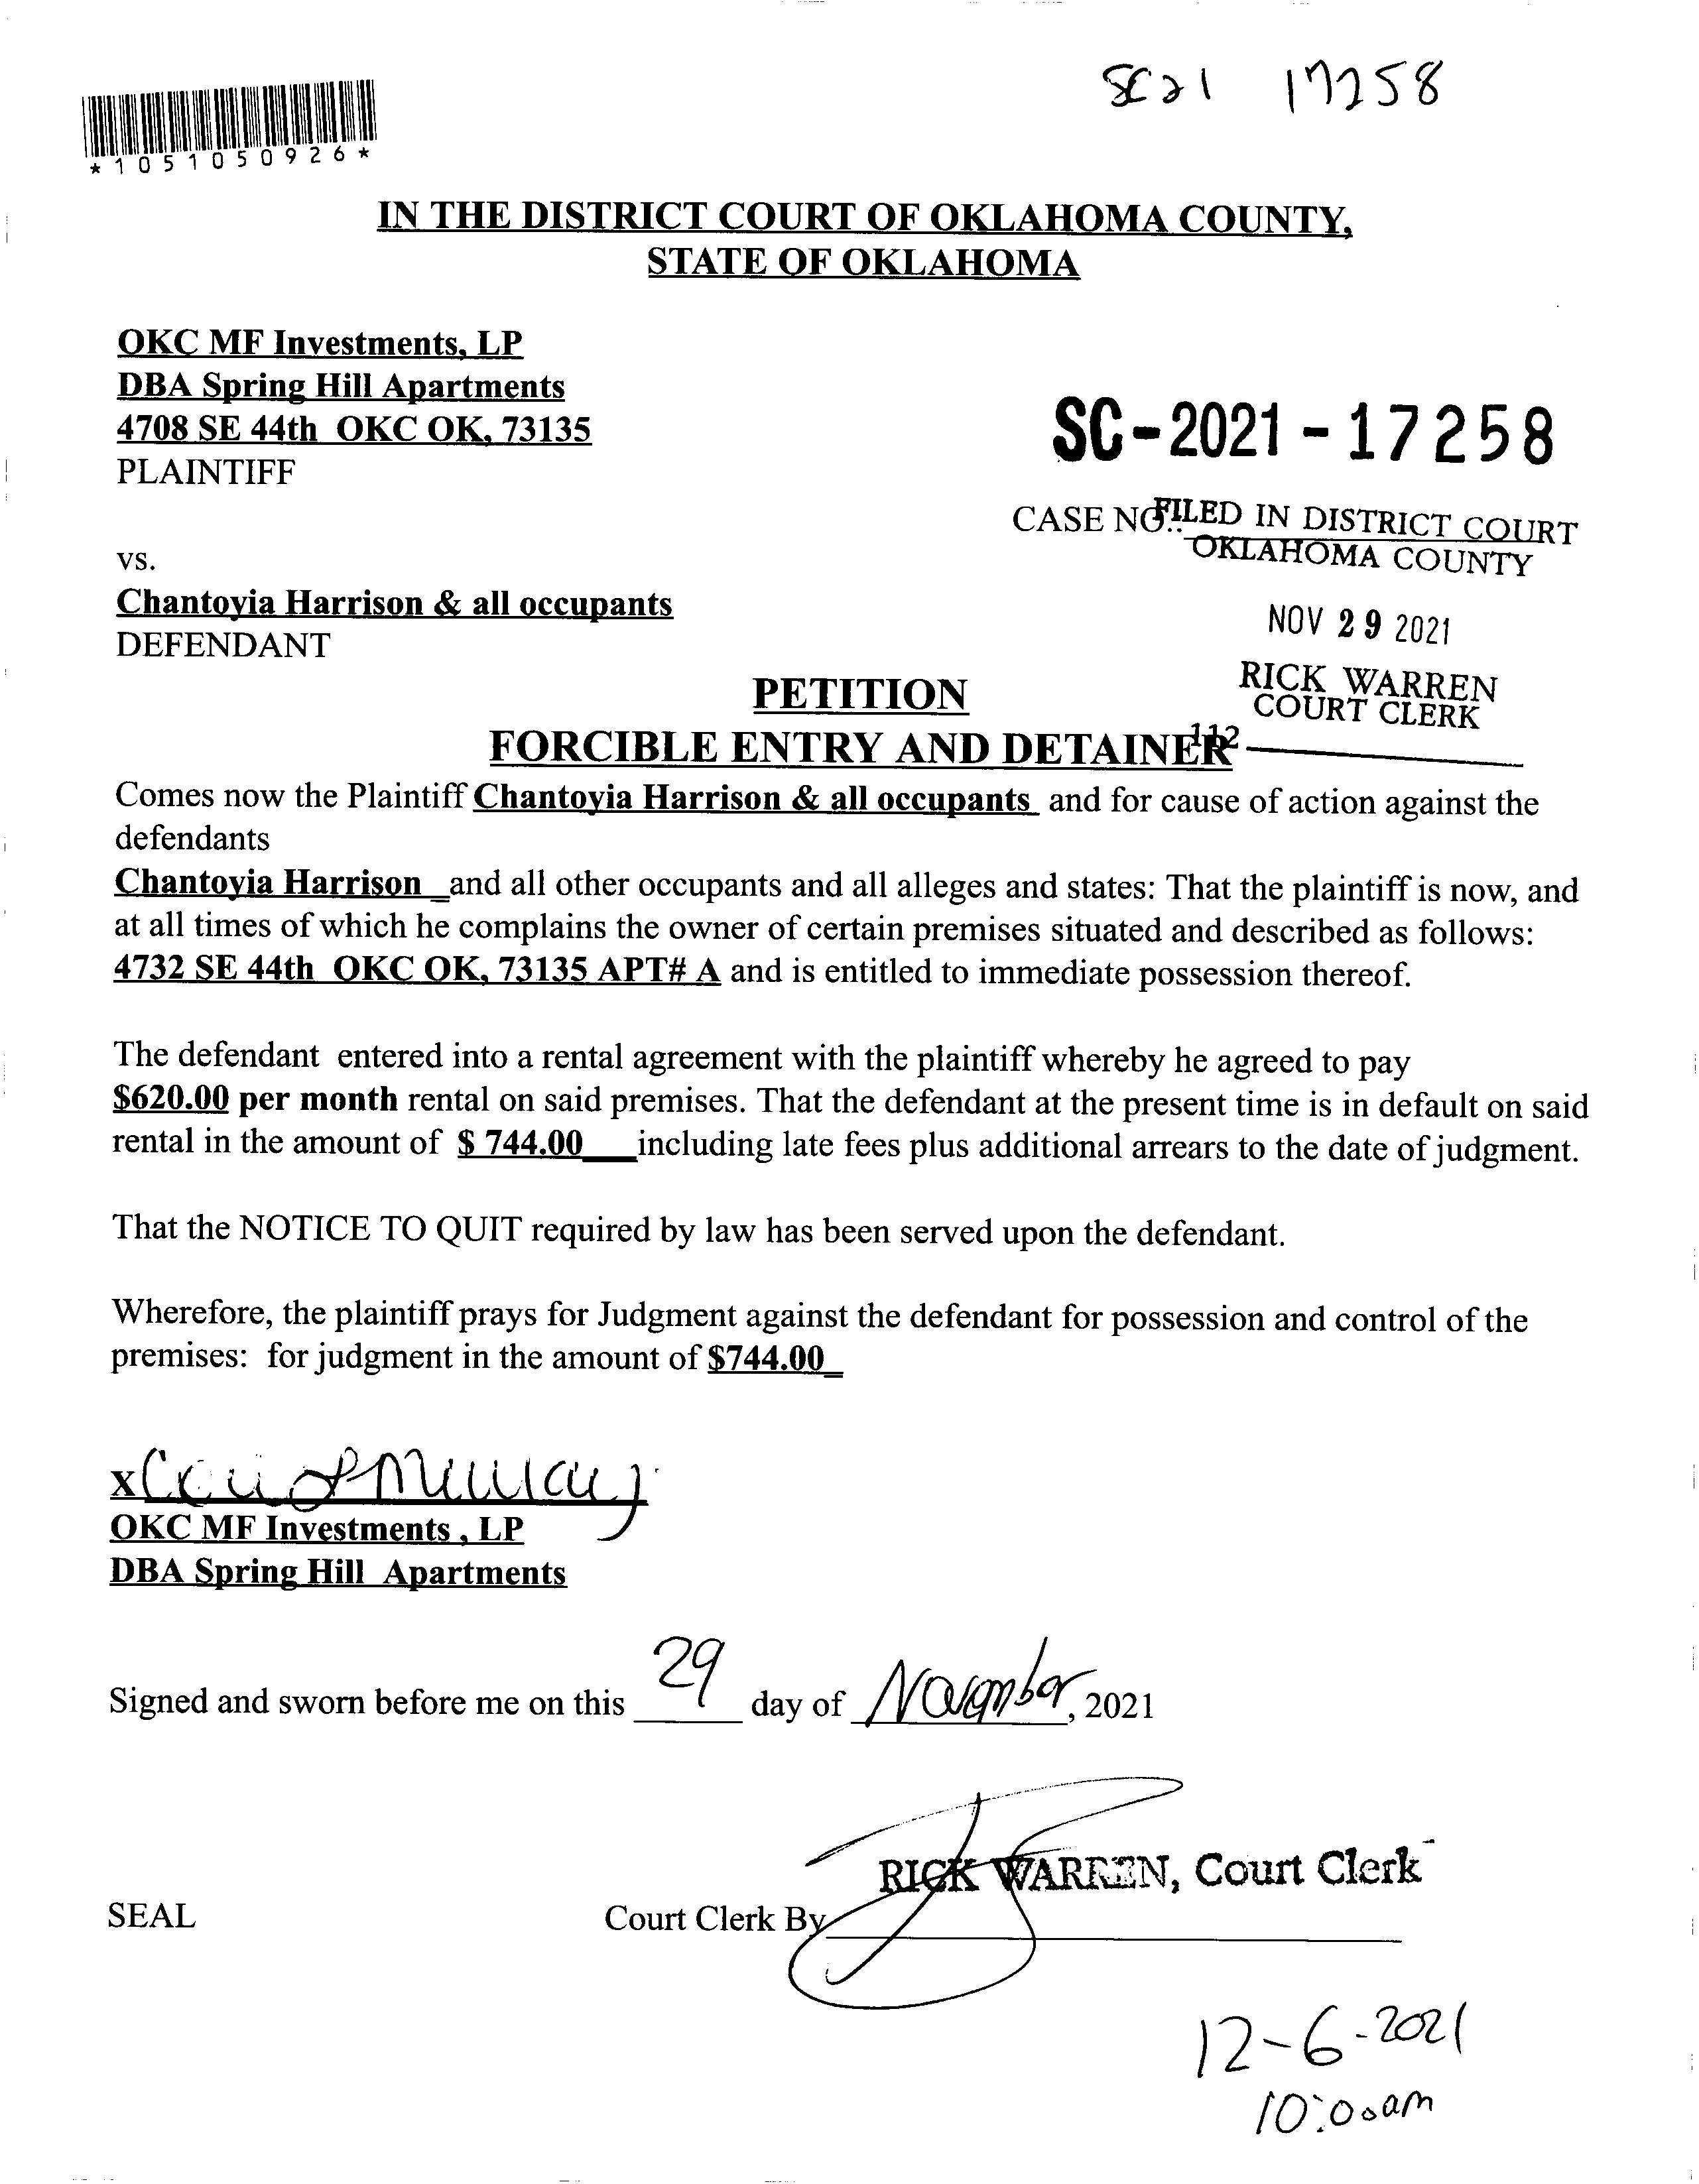 SC21 17258
*1051050926*
IN THE DISTRICT COURT OF OKLAHOMA COUNTY,
STATE OF OKLAHOMA
OKC MF Investments, LP
DBA Spring Hill Apartments
4708 SE 44th OKC OK, 73135
PLAINTIFF
SC-2021-17258
CASE NO.:
FILED IN DISTRICT COURT
OKLAHOMA COUNTY
vs.
Chantoyia Harrison & all occupants
DEFENDANT
NOV 29 2021
RICK WARREN
COURT CLERK
112
PETITION
FORCIBLE ENTRY AND DETAINER
Comes now the Plaintiff Chantoyia Harrison & all occupants and for cause of action against the
defendants
Chantoyia Harrison _and all other occupants and all alleges and states: That the plaintiff is now, and
at all times of which he complains the owner of certain premises situated and described as follows:
4732 SE 44th OKC OK, 73135 APT# A and is entitled to immediate possession thereof.
The defendant entered into a rental agreement with the plaintiff whereby he agreed to pay
$620.00 per month rental on said premises. That the defendant at the present time is in default on said
rental in the amount of $ 744.00___including late fees plus additional arrears to the date of judgment.
That the NOTICE TO QUIT required by law has been served upon the defendant.
Wherefore, the plaintiff prays for Judgment against the defendant for possession and control of the
premises: for judgment in the amount of $744.00_
x
OKC MF Investments , LP
DBA Spring Hill Apartments
Signed and sworn before me on this 29 day of November, 2021
RICK WARREN, Court Clerk
SEAL Court Clerk By
12-6-2021
10:00am